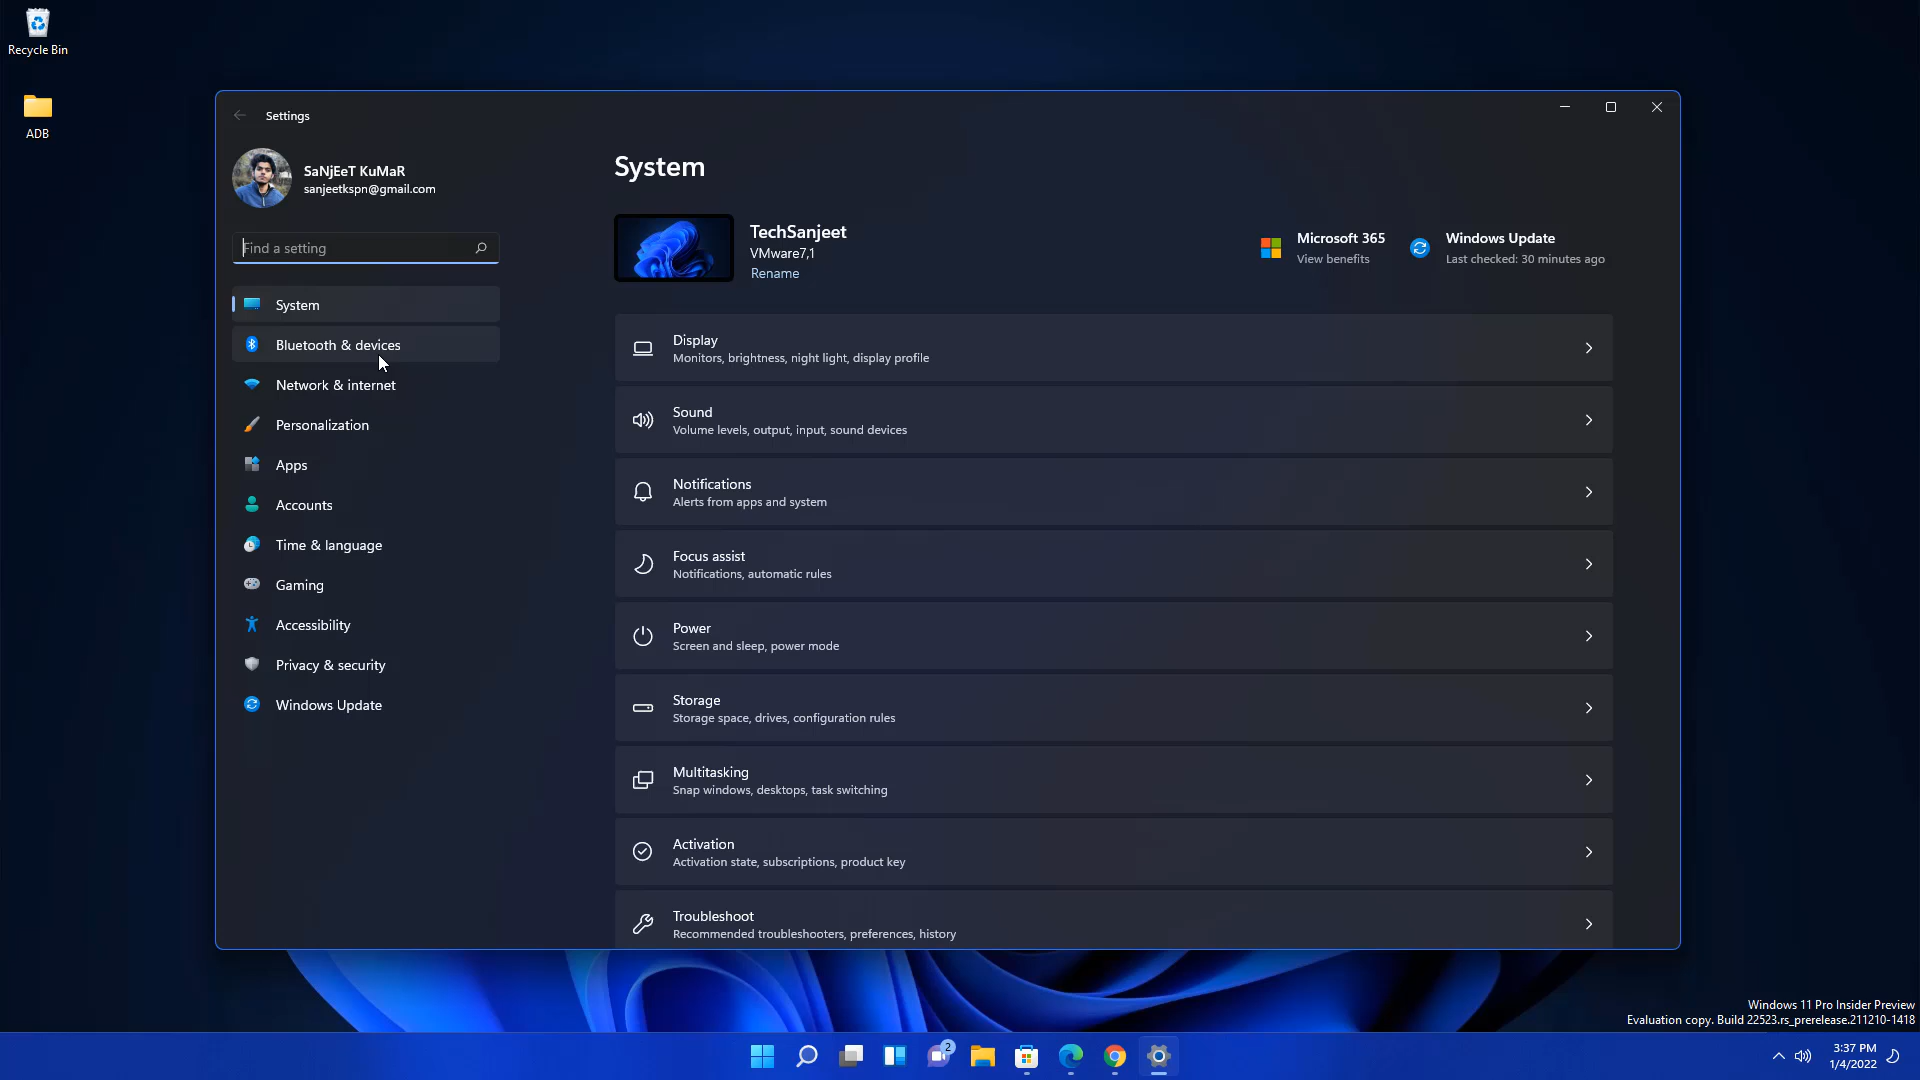 Recycle Bin
ADB
Settings
SaNjEeT KuMaR
sanjeetkspn@gmail.com
Find a setting
System
Bluetooth & devices
Network & internet
Personalization
Apps
Accounts
Time & language
Gaming
Accessibility
Privacy & security
Windows Update
System
TechSanjeet
VMware7,1
Rename
Microsoft 365
View benefits
Windows Update
Last checked: 30 minutes ago
Display
Monitors, brightness, night light, display profile
Sound
Volume levels, output, input, sound devices
Notifications
Alerts from apps and system
Focus assist
Notifications, automatic rules
Power
Screen and sleep, power mode
Storage
Storage space, drives, configuration rules
Multitasking
Snap windows, desktops, task switching
Activation
Activation state, subscriptions, product key
Troubleshoot
Recommended troubleshooters, preferences, history
Windows 11 Pro Insider Preview
Evaluation copy. Build 22523.rs_prerelease.211210-1418
2
3:37 PM
1/4/2022